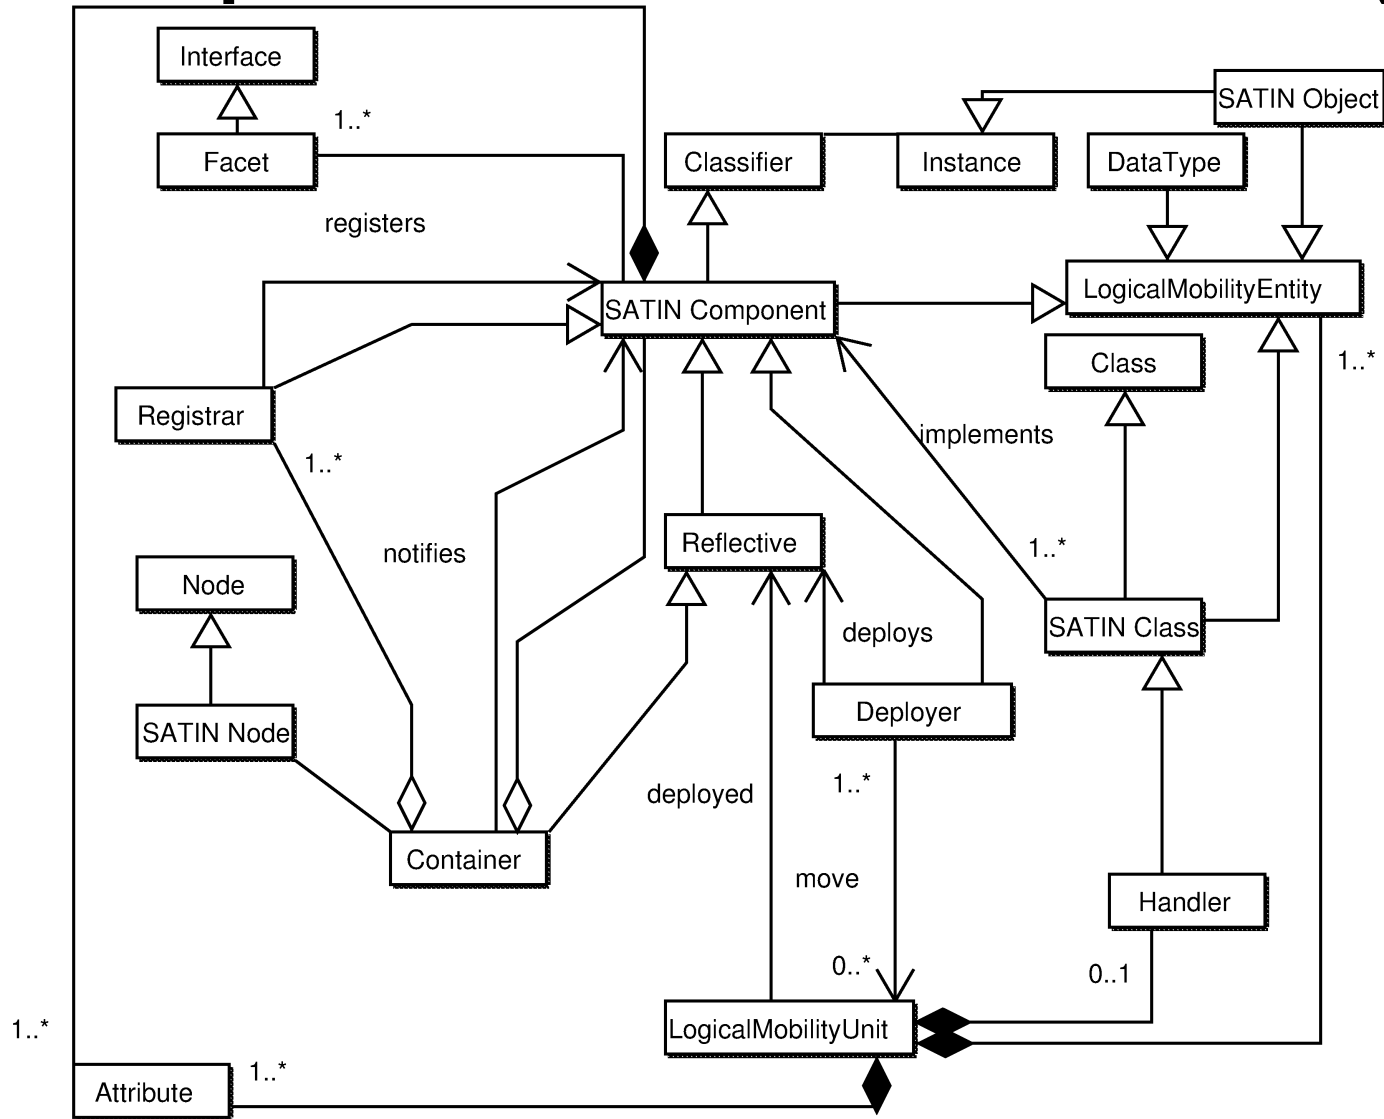 Interface
SATIN Object
1..*
Facet
Classifier
Instance
DataType
registers
LogicalMobilityEntity
SATIN Component
Class
1..*
Registrar
implements
1..*
Reflective
1..*
notifies
Node
deploys
SATIN Class
Deployer
SATIN Node
1..*
deployed
Container
move
Handler
0..*
0..1
1..*
LogicalMobilityUnit
1..*
Attribute